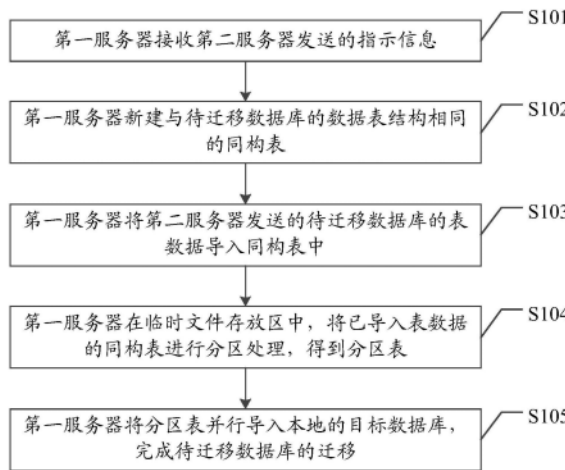 第一服务器接收第二服务器发送的指示信息
S101
第一服务器新建与待迁移数据库的数据表结构相同
的同构表
S102
第一服务器将第二服务器发送的待迁移数据库的表
数据导入同构表中
S103
第一服务器在临时文件存放区中，将已导入表数据
的同构表进行分区处理，得到分区表
S104
第一服务器将分区表并行导入本地的目标数据库，
完成待迁移数据库的迁移
S105